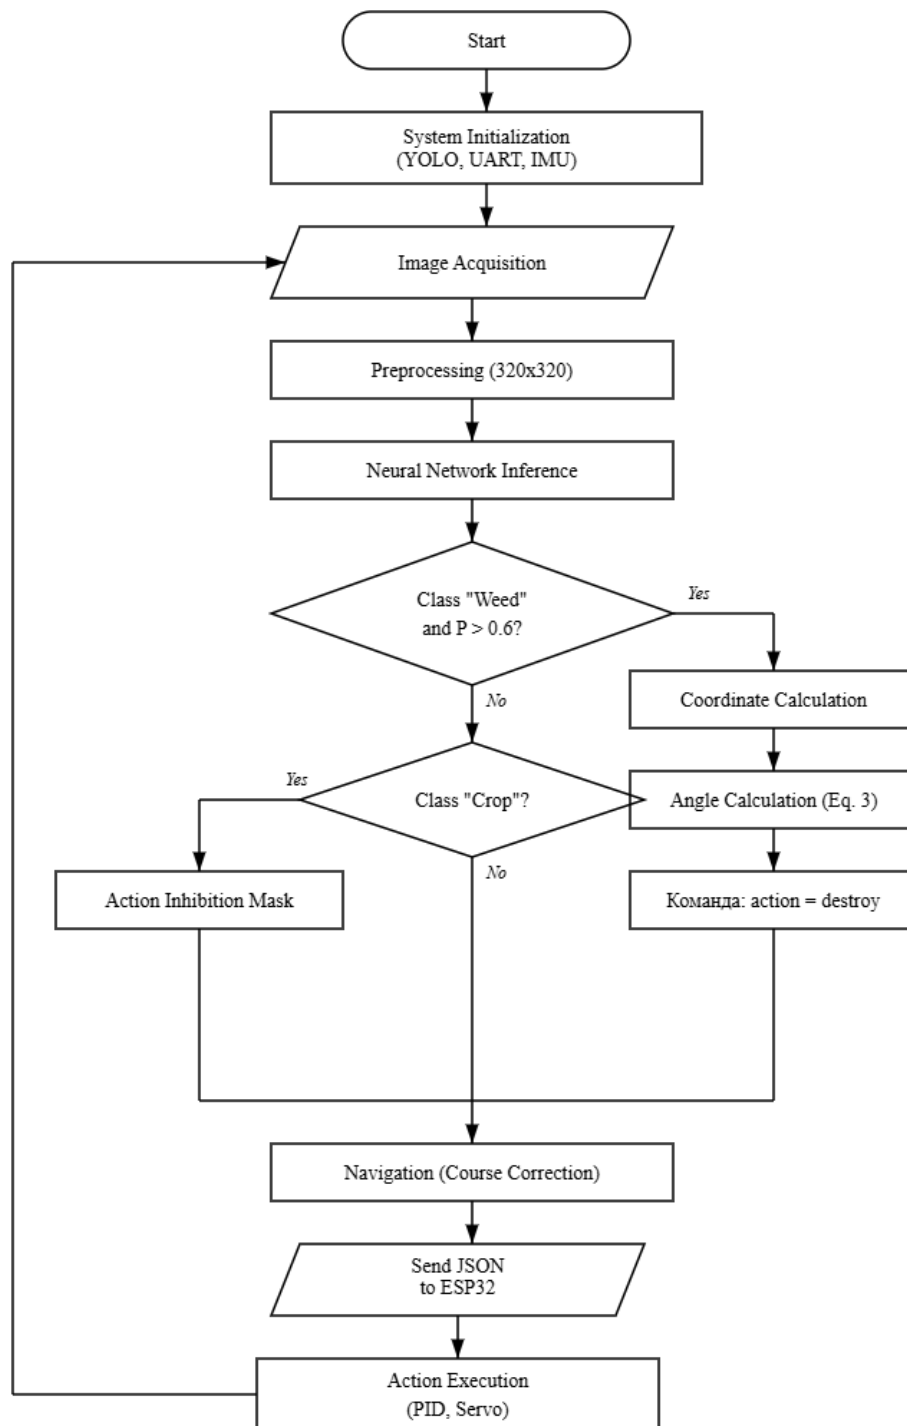 Start
System Initialization
(YOLO, UART, IMU)
Image Acquisition
Preprocessing (320x320)
Neural Network Inference
Class "Weed"
and P > 0.6?
Yes
No
Coordinate Calculation
Angle Calculation (Eq. 3)
Команда: action = destroy
Class "Crop"?
Yes
No
Action Inhibition Mask
Navigation (Course Correction)
Send JSON
to ESP32
Action Execution
(PID, Servo)